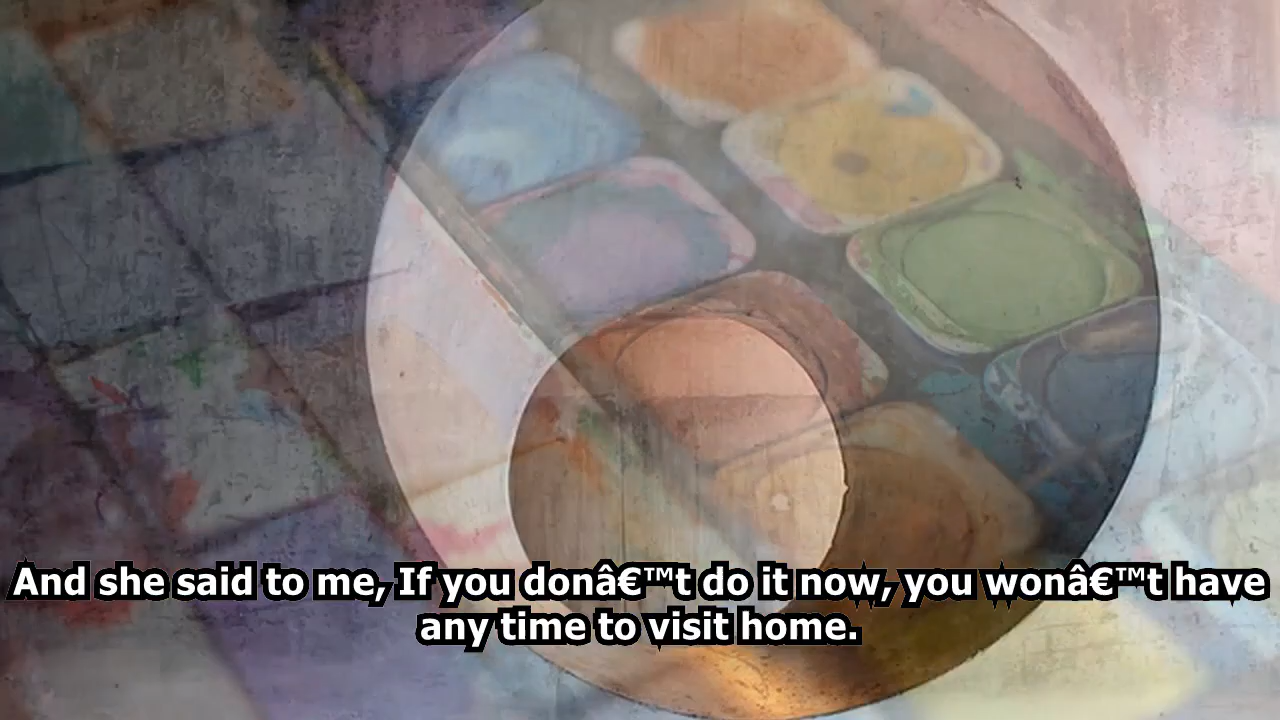 And she said to me, If you donâ€™t do it now, you wonâ€™t have
any time to visit home.